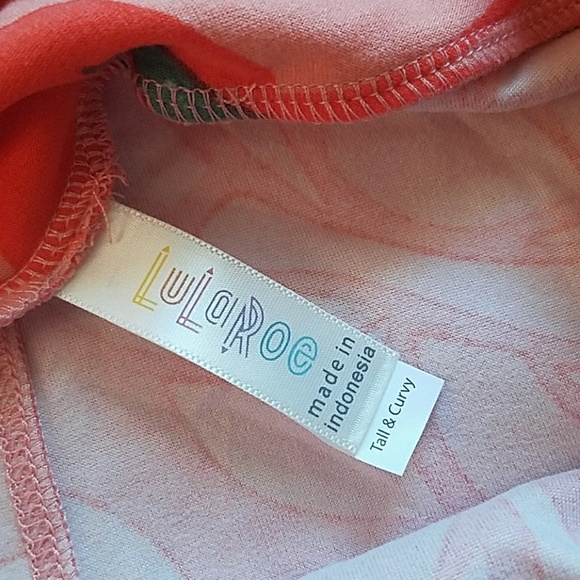 LuLaRoe
made in
indonesia
Tall & Curvy